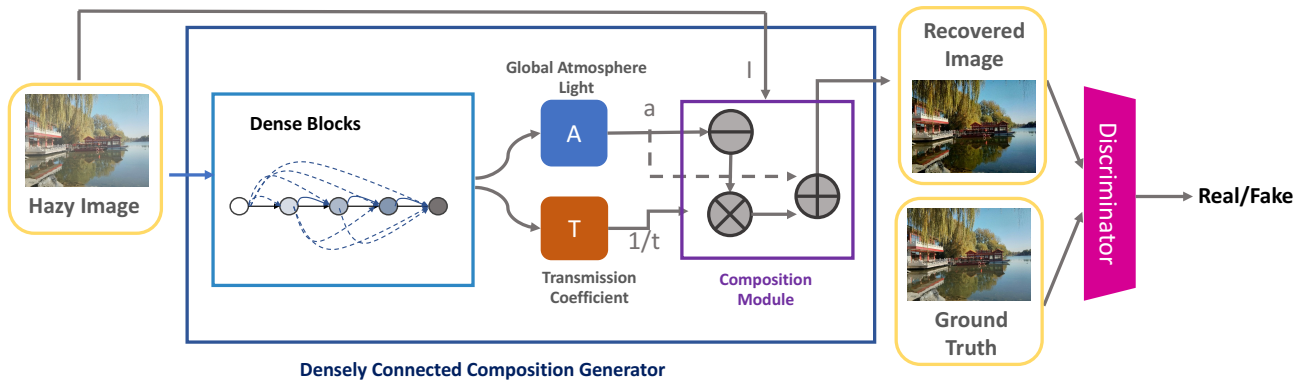 Hazy Image
Dense Blocks
Global Atmosphere
Light
A
a
T
1/t
Transmission
Coefficient
I
Composition
Module
Densely Connected Composition Generator
Recovered
Image
Ground
Truth
Discriminator
Real/Fake